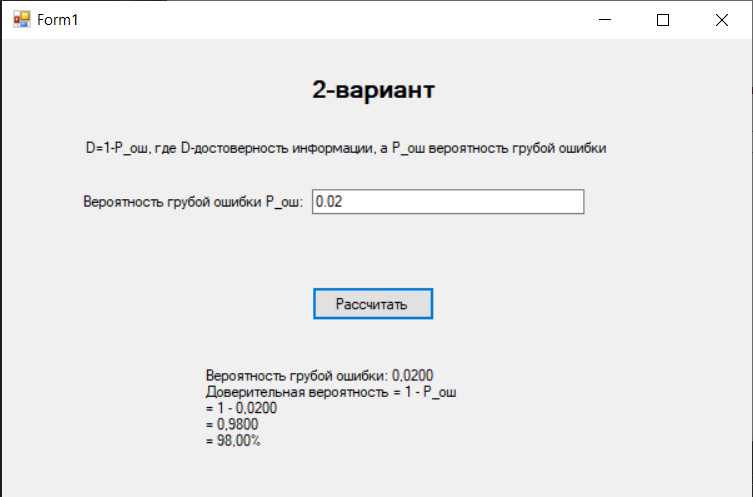 Form1
2-вариант
D=1-P_ош, где D-достоверность информации, а P_ош вероятность грубой ошибки
Вероятность грубой ошибки P_ош: 0.02
Рассчитать
Вероятность грубой ошибки: 0,0200
Доверительная вероятность = 1 - P_ош
= 1 - 0,0200
= 0,9800
= 98,00%